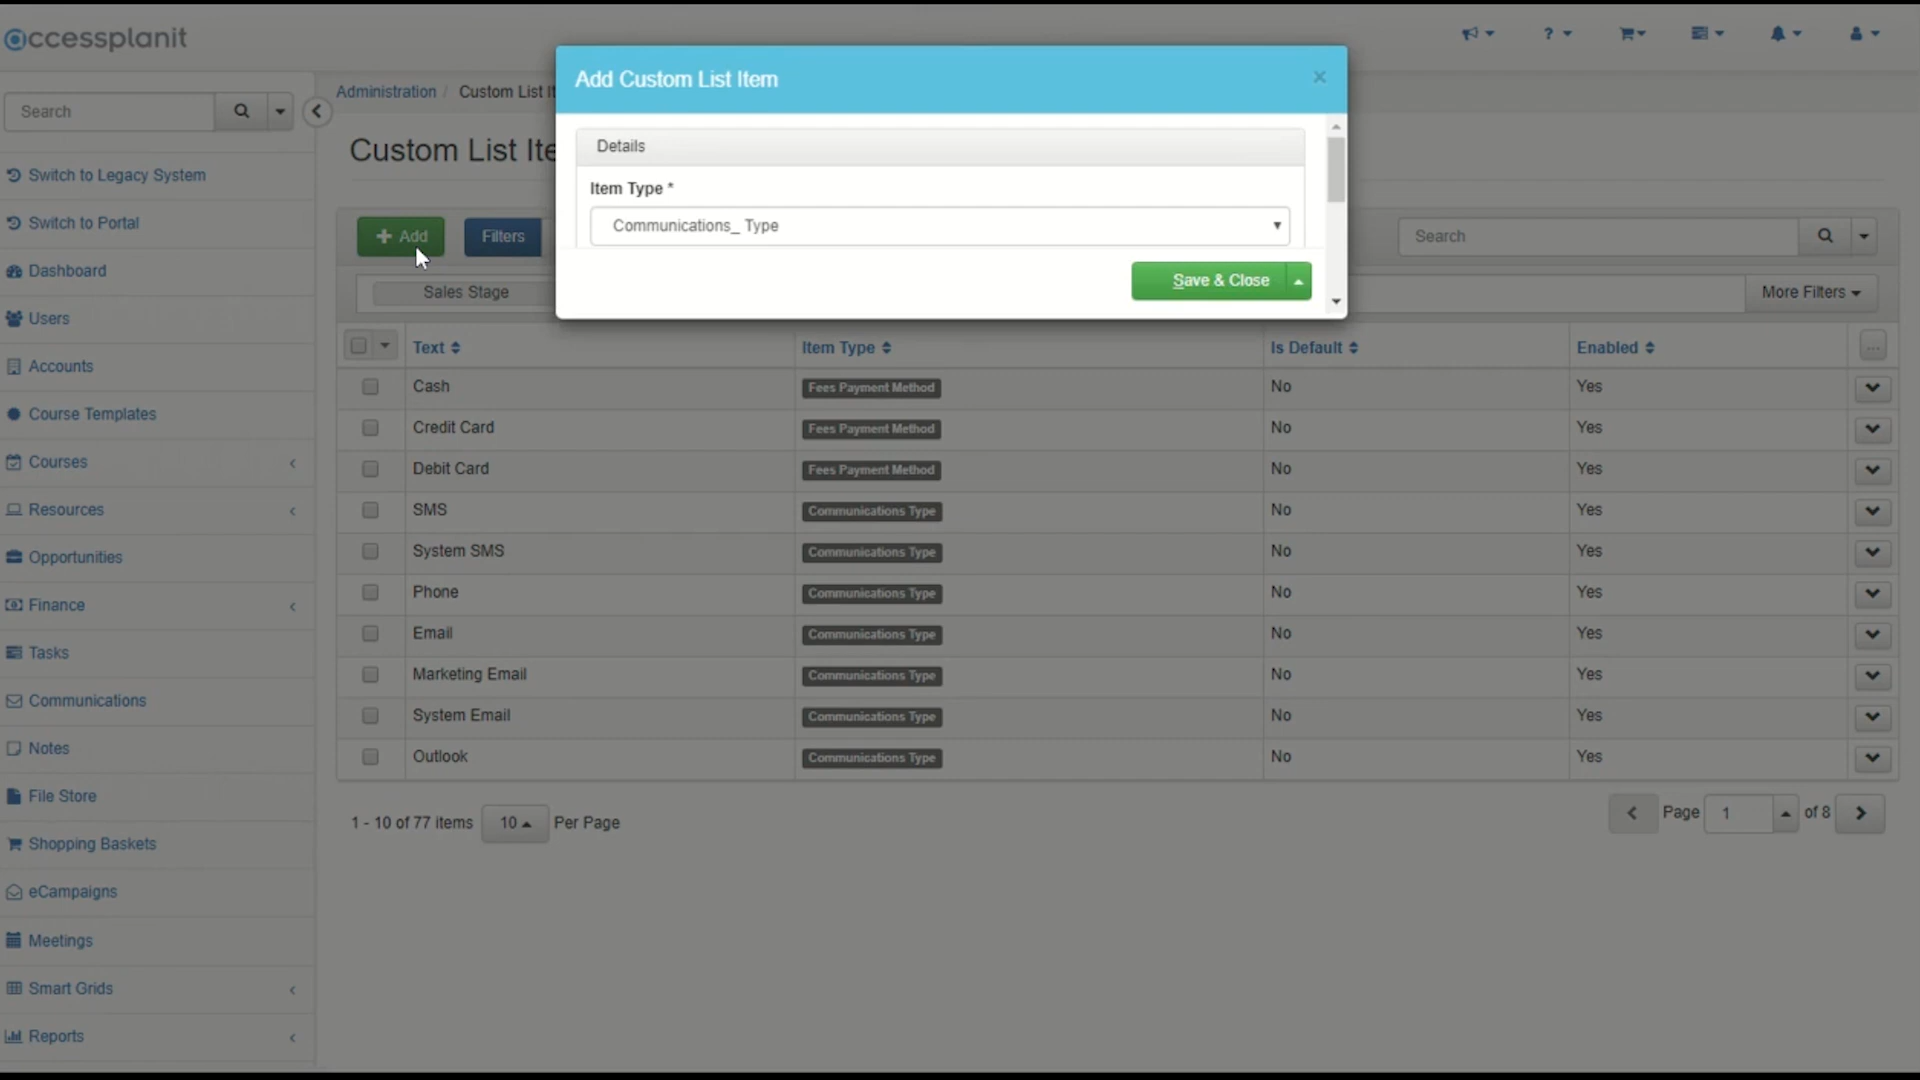 accessplanit
? 
Search
Administration / Custom List It
Add Custom List Item
×
Custom List Ite
Details
Item Type *
Communications_ Type
Save & Close
Switch to Legacy System
Switch to Portal
Dashboard
Users
Accounts
Course Templates
Courses
Resources
Opportunities
Finance
Tasks
Communications
Notes
File Store
Shopping Baskets
eCampaigns
Meetings
Smart Grids
Reports
+ Add
Filters
Search
Sales Stage
More Filters
Text Item Type Is Default Enabled ...
Cash Fees Payment Method No Yes
Credit Card Fees Payment Method No Yes
Debit Card Fees Payment Method No Yes
SMS Communications Type No Yes
System SMS Communications Type No Yes
Phone Communications Type No Yes
Email Communications Type No Yes
Marketing Email Communications Type No Yes
System Email Communications Type No Yes
Outlook Communications Type No Yes
1 - 10 of 77 items 10 Per Page
Page 1 of 8